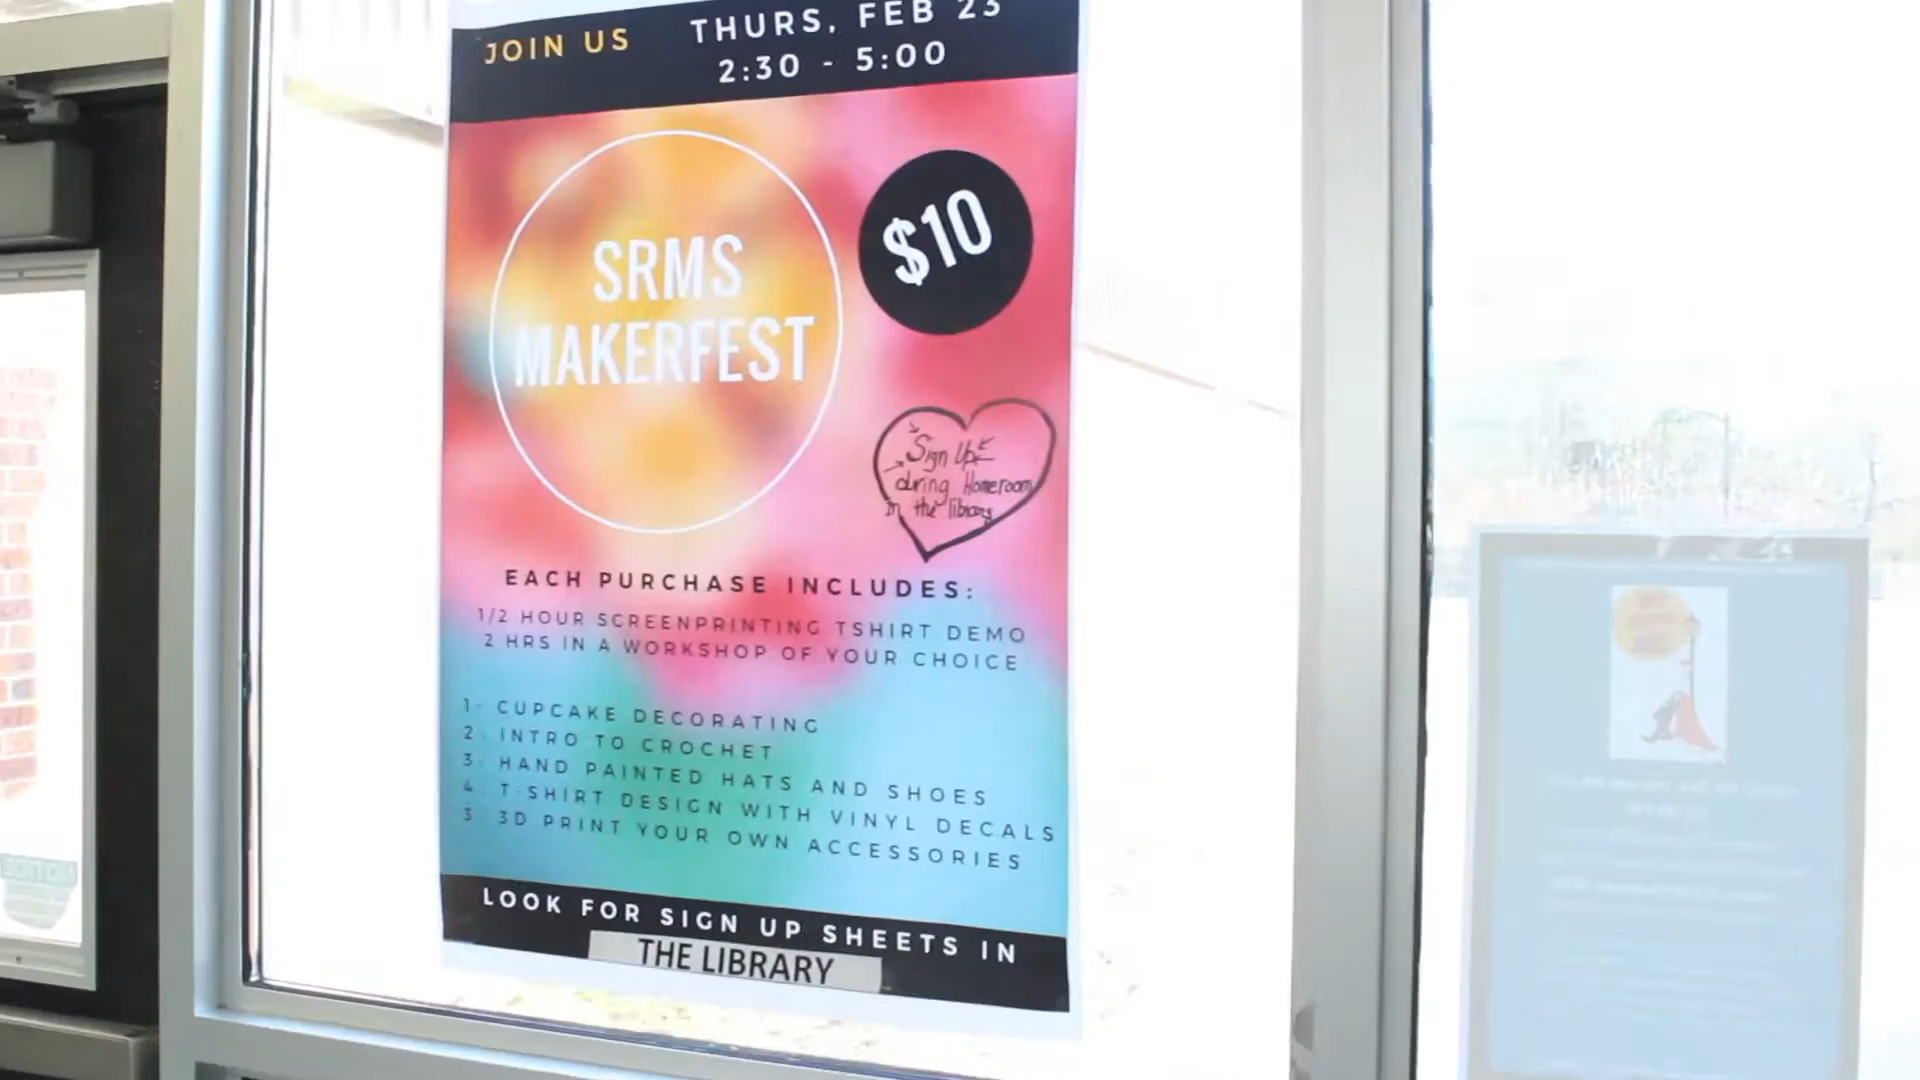 JOIN US
THURS, FEB 23
2:30 - 5:00
$10
SRMS
MAKERFEST
Sign Up
during Homeroom
in the library
EACH PURCHASE INCLUDES:
1/2 HOUR SCREENPRINTING TSHIRT DEMO
2 HRS IN A WORKSHOP OF YOUR CHOICE
1- CUPCAKE DECORATING
2- INTRO TO CROCHET
3- HAND PAINTED HATS AND SHOES
4. T-SHIRT DESIGN WITH VINYL DECALS
3 3D PRINT YOUR OWN ACCESSORIES
LOOK FOR SIGN UP SHEETS IN
THE LIBRARY